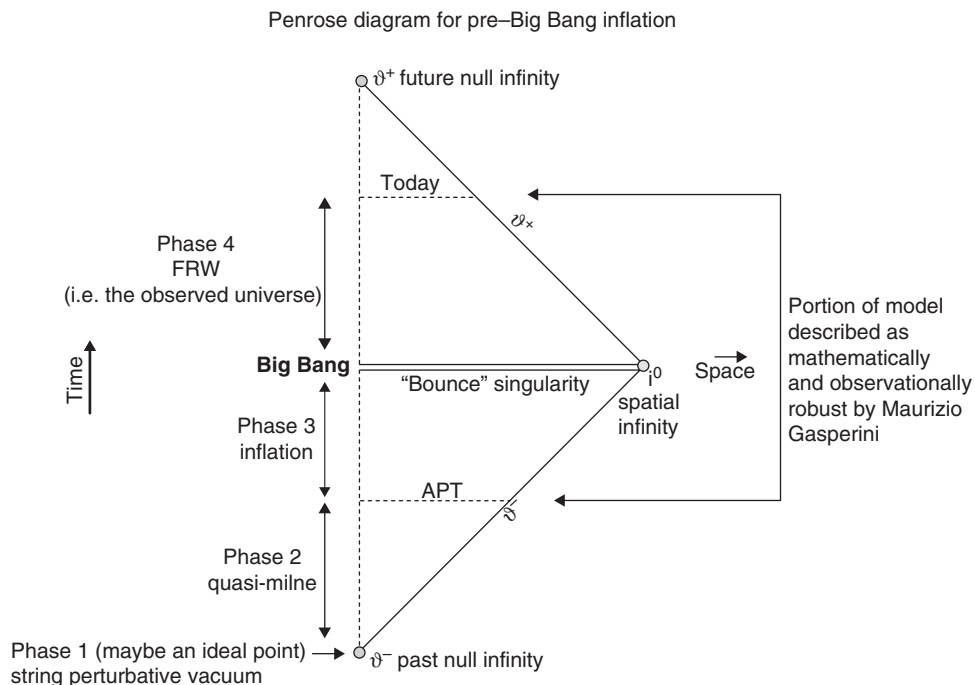 Penrose diagram for pre–Big Bang inflation
ϑ⁺ future null infinity
Today
ϑ₊
Phase 4
FRW
(i.e. the observed universe)
Portion of model
described as
mathematically
and observationally
robust by Maurizio
Gasperini
Time
Big Bang
“Bounce” singularity
i⁰
spatial
infinity
Space
Phase 3
inflation
APT
ϑ⁻
Phase 2
quasi-milne
Phase 1 (maybe an ideal point)
string perturbative vacuum
ϑ⁻ past null infinity